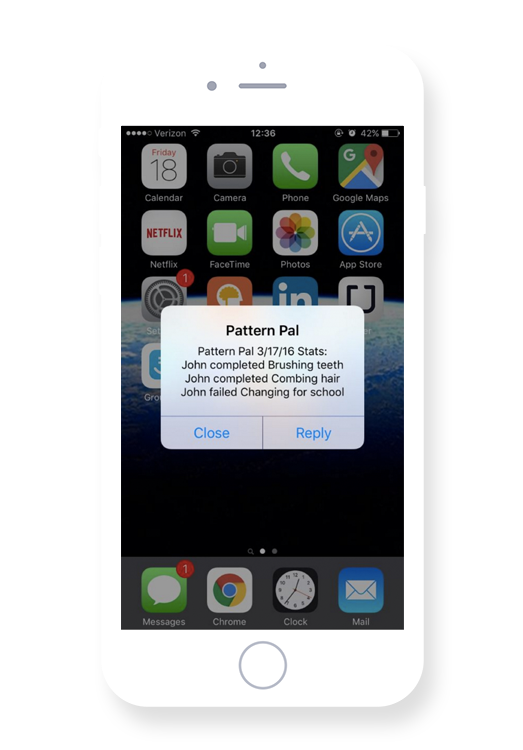 Verizon 12:36 42%
Friday
18
G
Calendar Camera Phone Google Maps
NETFLIX
Netflix FaceTime Photos App Store
1
in
Pattern Pal
Pattern Pal 3/17/16 Stats:
John completed Brushing teeth
John completed Combing hair
John failed Changing for school
Close Reply
1
Messages Chrome Clock Mail